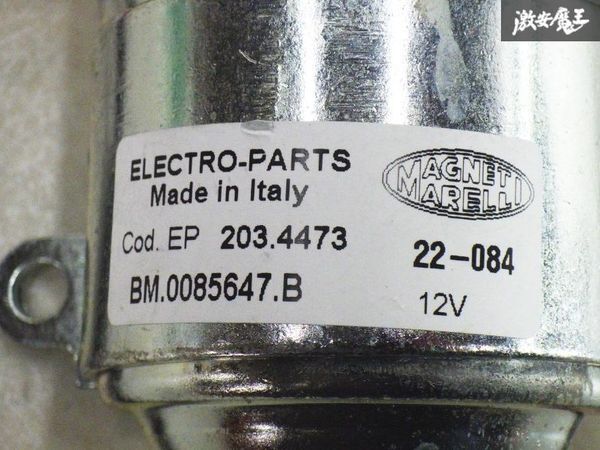 激安魔王
ELECTRO-PARTS
Made in Italy
MAGNETI
MARELLI
Cod. EP 203.4473
22-084
BM.0085647.B
12V